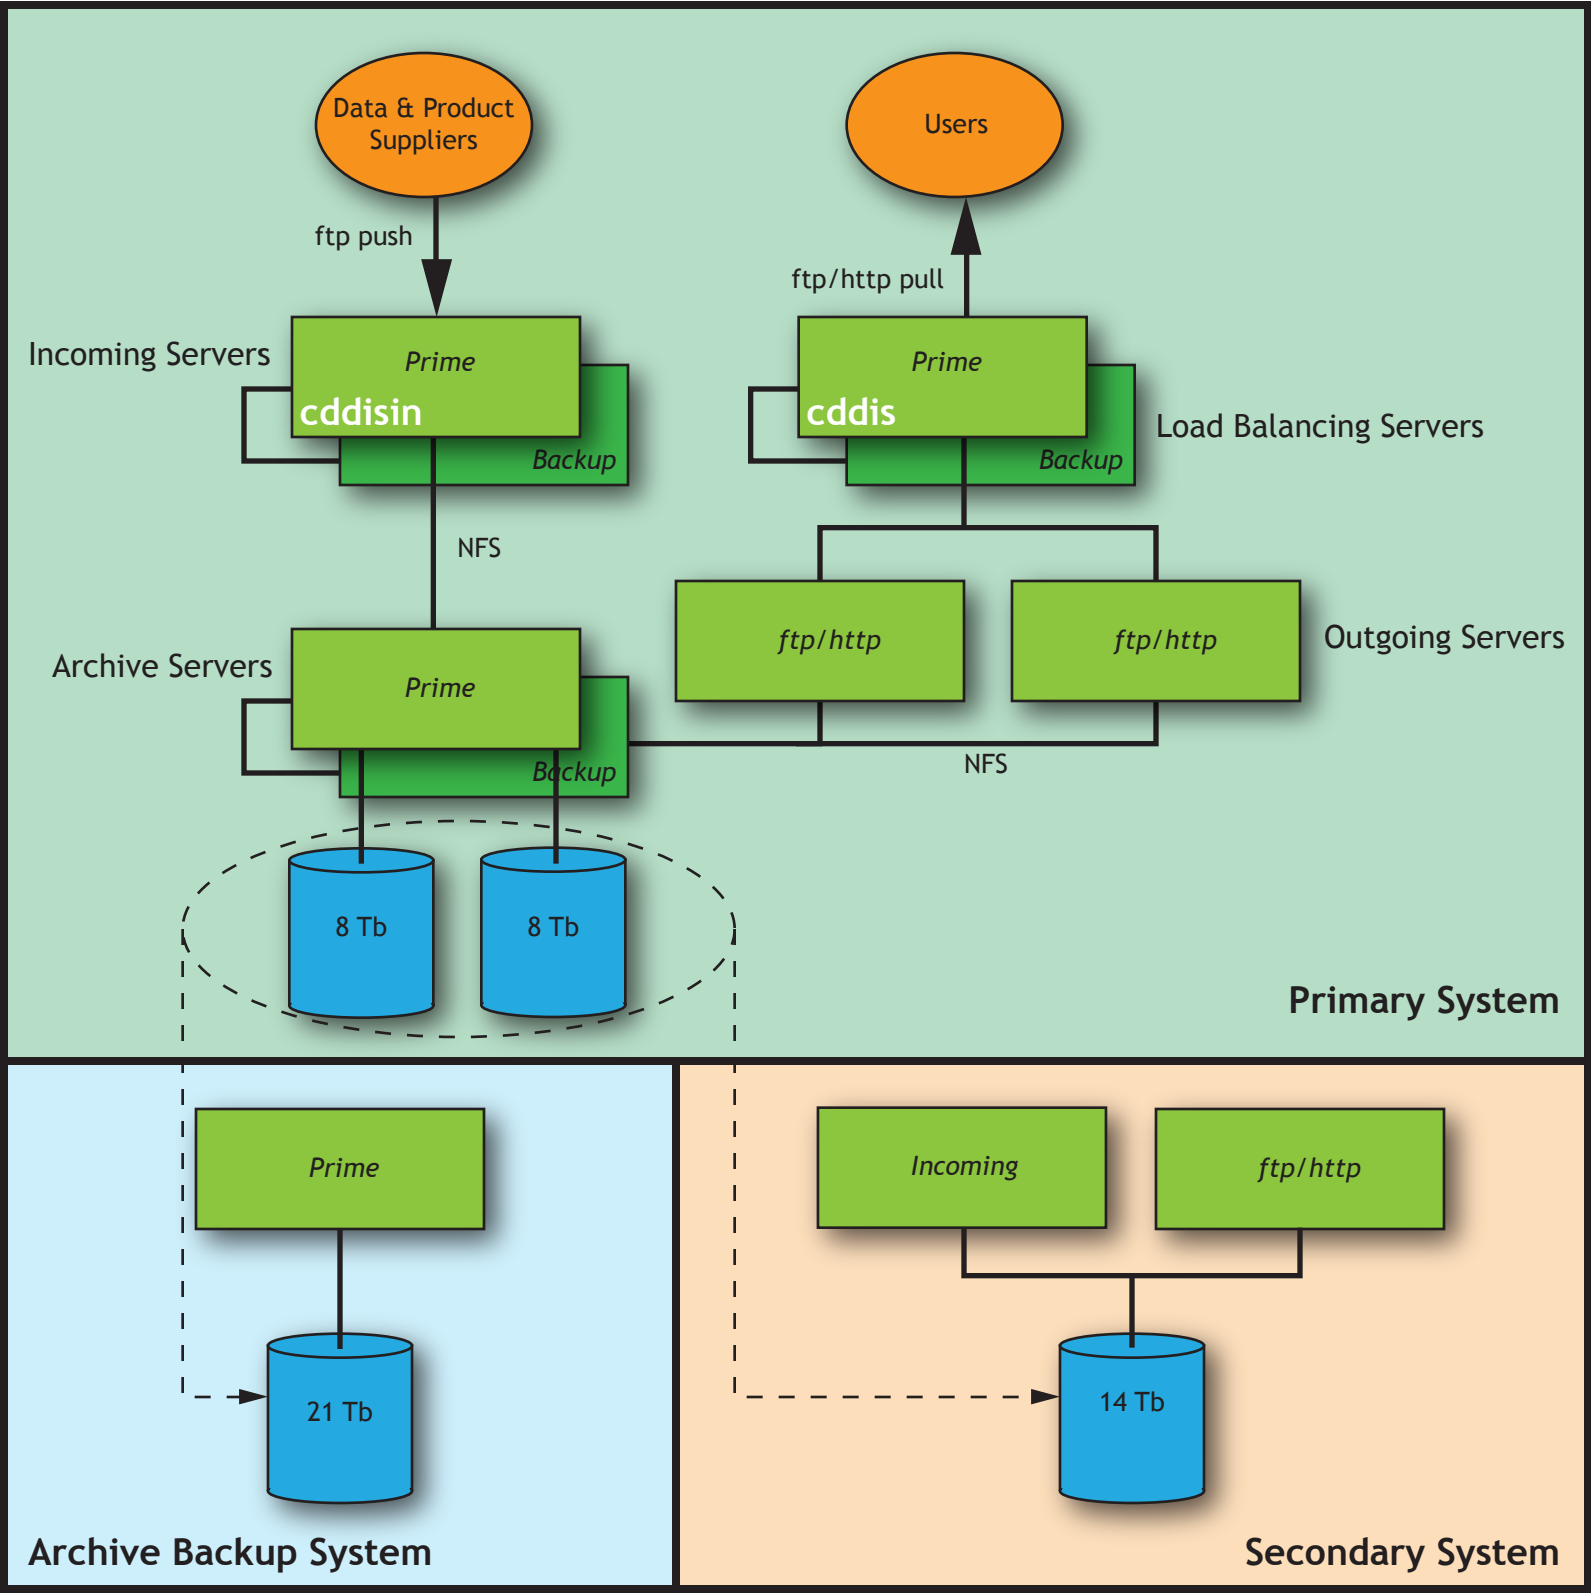 Data & Product
Suppliers
Users
ftp push
ftp/http pull
Incoming Servers
Prime
cddisin
Backup
Prime
cddis
Backup
Load Balancing Servers
NFS
Archive Servers
Prime
Backup
ftp/http
ftp/http
Outgoing Servers
NFS
8 Tb
8 Tb
Primary System
Prime
21 Tb
Archive Backup System
Incoming
ftp/http
14 Tb
Secondary System